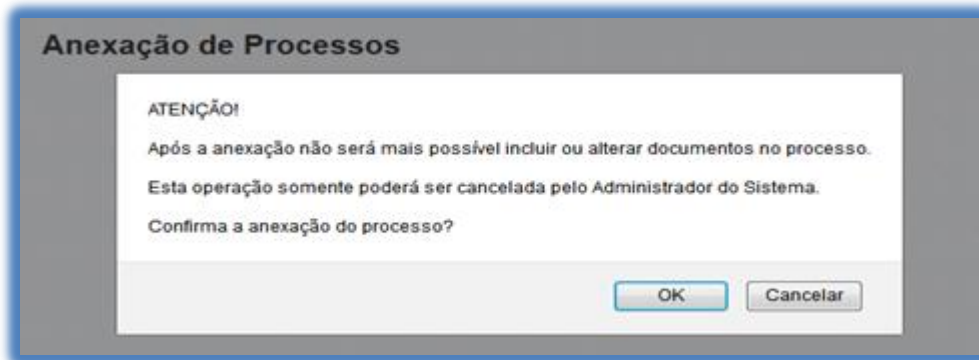 Anexação de Processos
ATENÇÃO!
Após a anexação não será mais possível incluir ou alterar documentos no processo.
Esta operação somente poderá ser cancelada pelo Administrador do Sistema.
Confirma a anexação do processo?
OK Cancelar